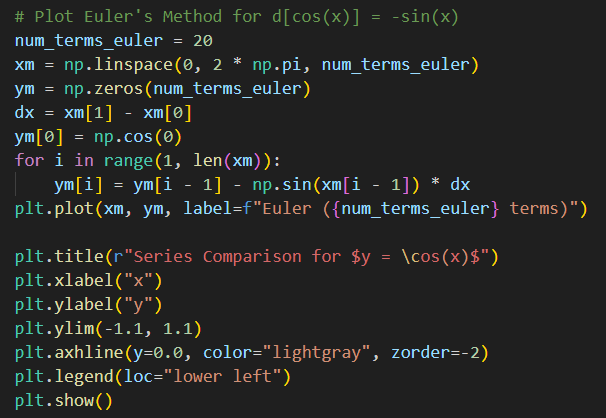 # Plot Euler's Method for d[cos(x)] = -sin(x)
num_terms_euler = 20
xm = np.linspace(0, 2 * np.pi, num_terms_euler)
ym = np.zeros(num_terms_euler)
dx = xm[1] - xm[0]
ym[0] = np.cos(0)
for i in range(1, len(xm)):
    ym[i] = ym[i - 1] - np.sin(xm[i - 1]) * dx
plt.plot(xm, ym, label=f"Euler ({num_terms_euler} terms)")

plt.title(r"Series Comparison for $y = \cos(x)$")
plt.xlabel("x")
plt.ylabel("y")
plt.ylim(-1.1, 1.1)
plt.axhline(y=0.0, color="lightgray", zorder=-2)
plt.legend(loc="lower left")
plt.show()